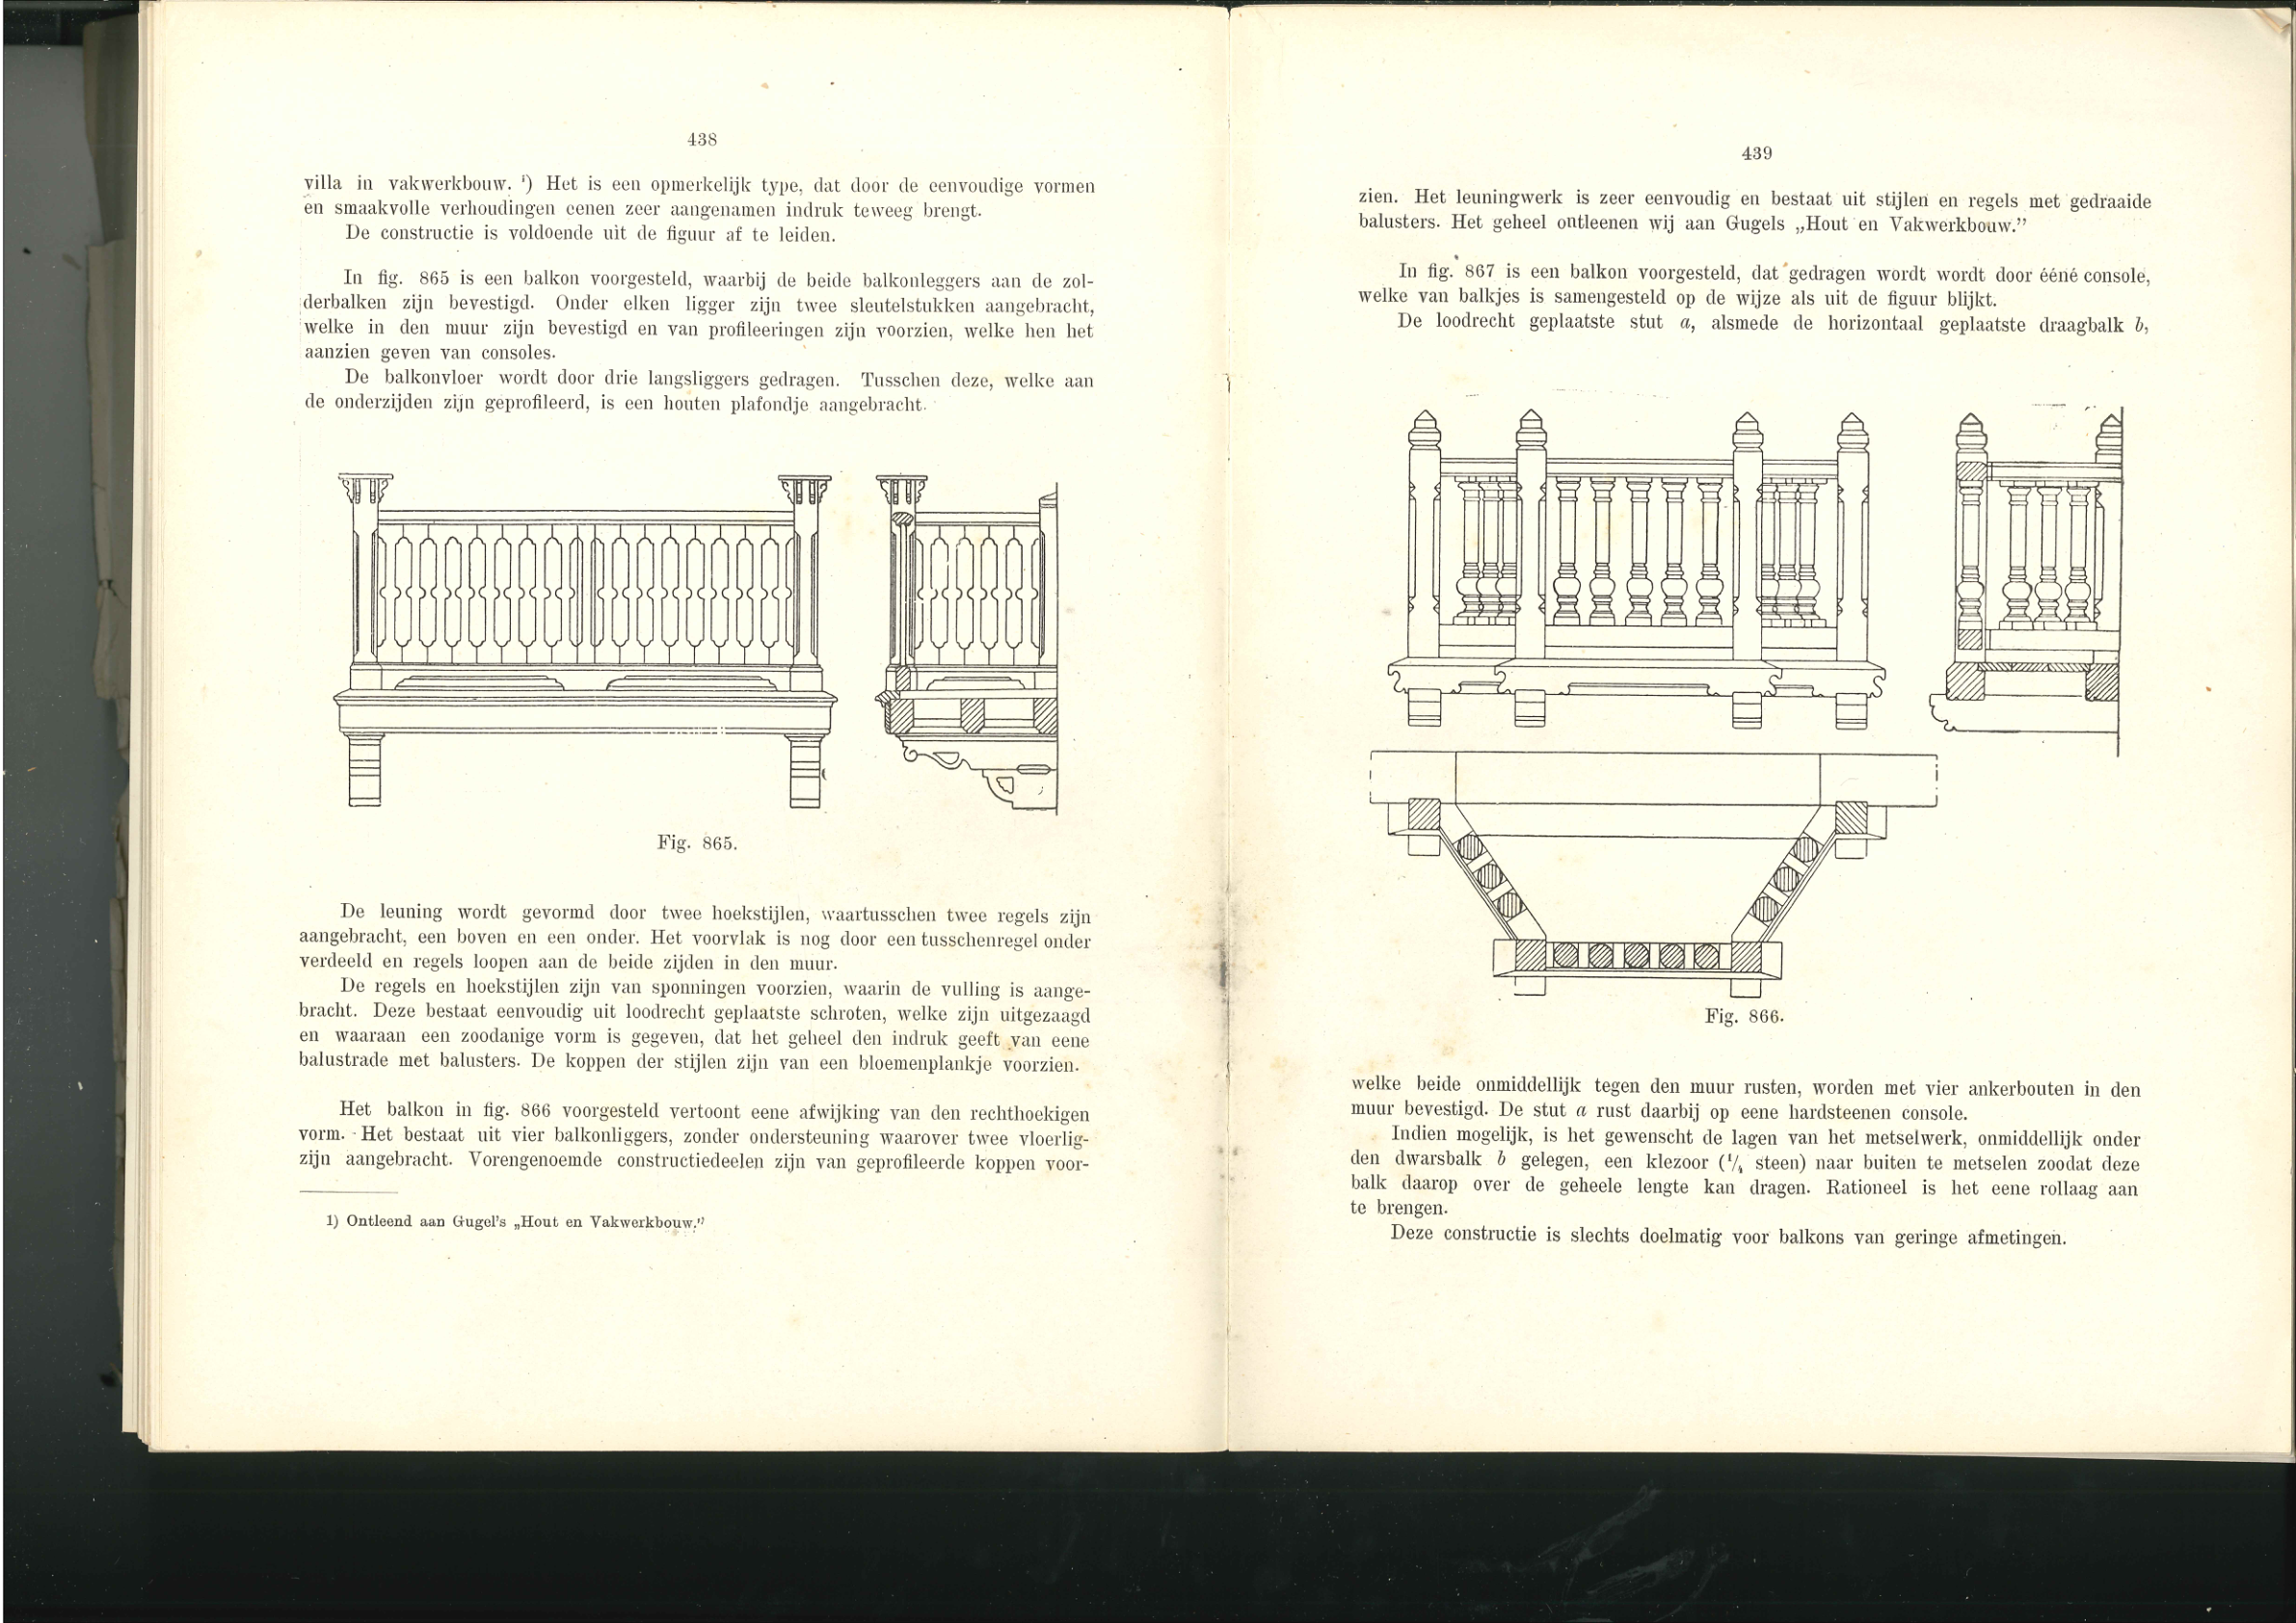 438
villa in vakwerkbouw. ¹) Het is een opmerkelijk type, dat door de eenvoudige vormen
en smaakvolle verhoudingen eenen zeer aangenamen indruk teweeg brengt.
De constructie is voldoende uit de figuur af te leiden.
In fig. 865 is een balkon voorgesteld, waarbij de beide balkonleggers aan de zol-
derbalken zijn bevestigd. Onder elken ligger zijn twee sleutelstukken aangebracht,
welke in den muur zijn bevestigd en van profileeringen zijn voorzien, welke hen het
aanzien geven van consoles.
De balkonvloer wordt door drie langsliggers gedragen. Tusschen deze, welke aan
de onderzijden zijn geprofileerd, is een houten plafondje aangebracht.
Fig. 865.
De leuning wordt gevormd door twee hoekstijlen, waartusschen twee regels zijn
aangebracht, een boven en een onder. Het voorvlak is nog door een tusschenregel onder
verdeeld en regels loopen aan de beide zijden in den muur.
De regels en hoekstijlen zijn van sponningen voorzien, waarin de vulling is aange-
bracht. Deze bestaat eenvoudig uit loodrecht geplaatste schroten, welke zijn uitgezaagd
en waaraan een zoodanige vorm is gegeven, dat het geheel den indruk geeft van eene
balustrade met balusters. De koppen der stijlen zijn van een bloemenplankje voorzien.
Het balkon in fig. 866 voorgesteld vertoont eene afwijking van den rechthoekigen
vorm. Het bestaat uit vier balkonliggers, zonder ondersteuning waarover twee vloerlig-
zijn aangebracht. Vorengenoemde constructiedeelen zijn van geprofileerde koppen voor-
1) Ontleend aan Gugel's „Hout en Vakwerkbouw."
439
zien. Het leuningwerk is zeer eenvoudig en bestaat uit stijlen en regels met gedraaide
balusters. Het geheel ontleenen wij aan Gugels „Hout en Vakwerkbouw."
In fig. 867 is een balkon voorgesteld, dat gedragen wordt wordt door ééné console,
welke van balkjes is samengesteld op de wijze als uit de figuur blijkt.
De loodrecht geplaatste stut a, alsmede de horizontaal geplaatste draagbalk b,
Fig. 866.
welke beide onmiddellijk tegen den muur rusten, worden met vier ankerbouten in den
muur bevestigd. De stut a rust daarbij op eene hardsteenen console.
Indien mogelijk, is het gewenscht de lagen van het metselwerk, onmiddellijk onder
den dwarsbalk b gelegen, een klezoor (¹/₄ steen) naar buiten te metselen zoodat deze
balk daarop over de geheele lengte kan dragen. Rationeel is het eene rollaag aan
te brengen.
Deze constructie is slechts doelmatig voor balkons van geringe afmetingen.